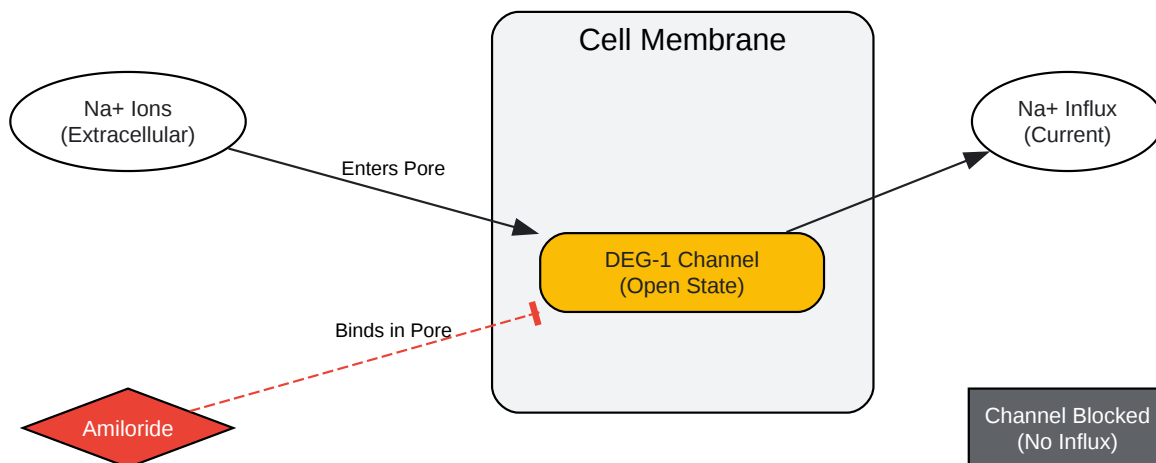 Cell Membrane
Na+ Ions
(Extracellular)
Na+ Influx
(Current)
Enters Pore
DEG-1 Channel
(Open State)
Binds in Pore
Amiloride
Channel Blocked
(No Influx)